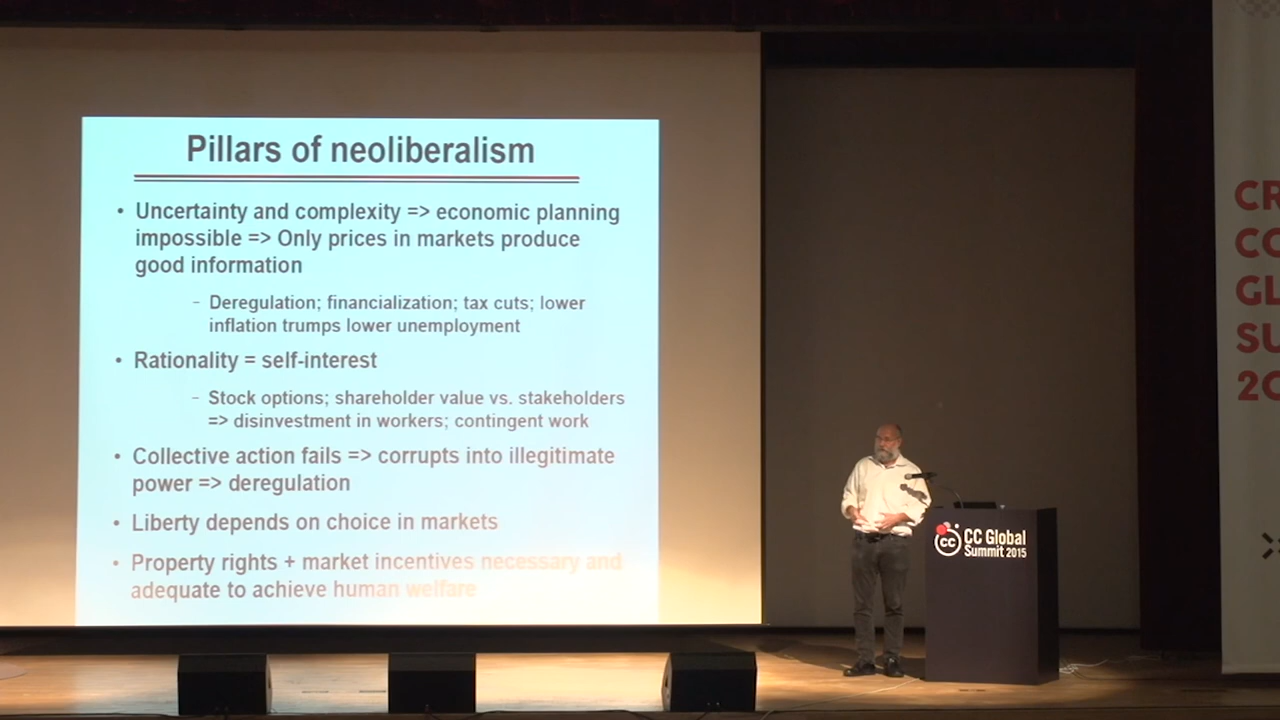 Pillars of neoliberalism
• Uncertainty and complexity => economic planning
impossible => Only prices in markets produce
good information
- Deregulation; financialization; tax cuts; lower
inflation trumps lower unemployment
• Rationality = self-interest
- Stock options; shareholder value vs. stakeholders
=> disinvestment in workers; contingent work
• Collective action fails => corrupts into illegitimate
power => deregulation
• Liberty depends on choice in markets
• Property rights + market incentives necessary and
adequate to achieve human welfare
cc
CC Global
Summit 2015
CR
CO
GL
SU
20